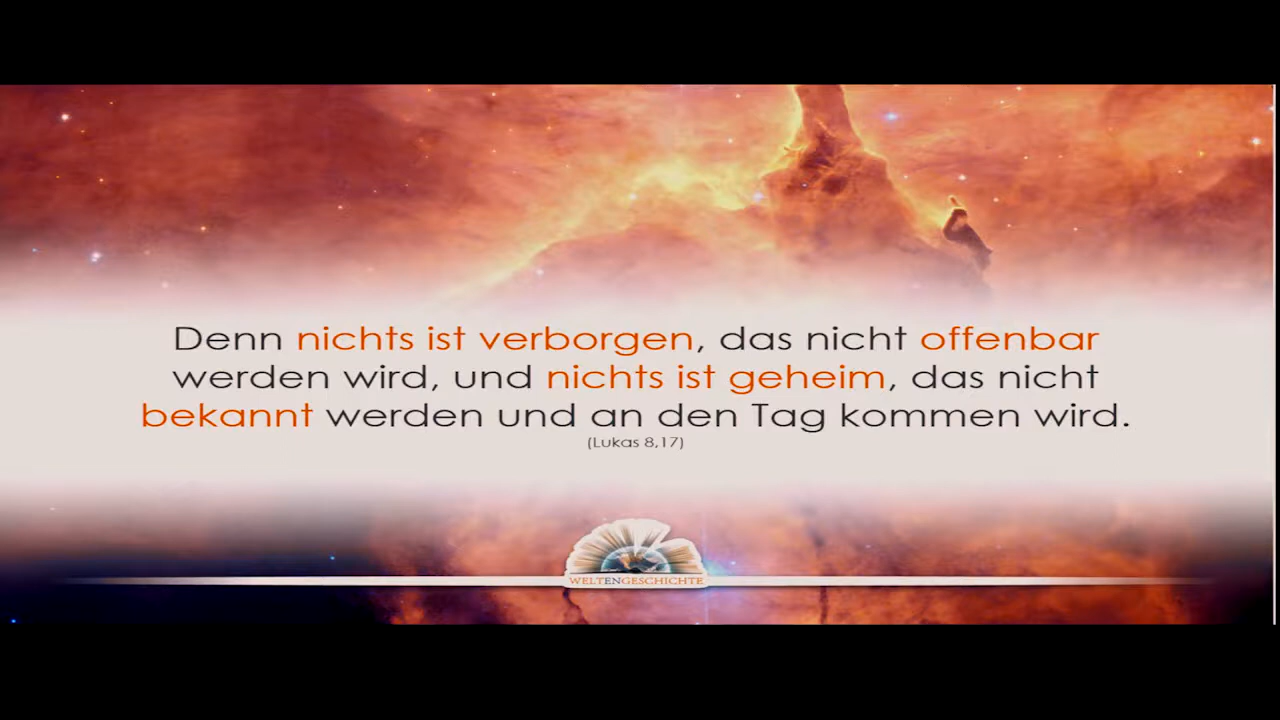 Denn nichts ist verborgen, das nicht offenbar
werden wird, und nichts ist geheim, das nicht
bekannt werden und an den Tag kommen wird.
(Lukas 8,17)
WELTENGESCHICHTE